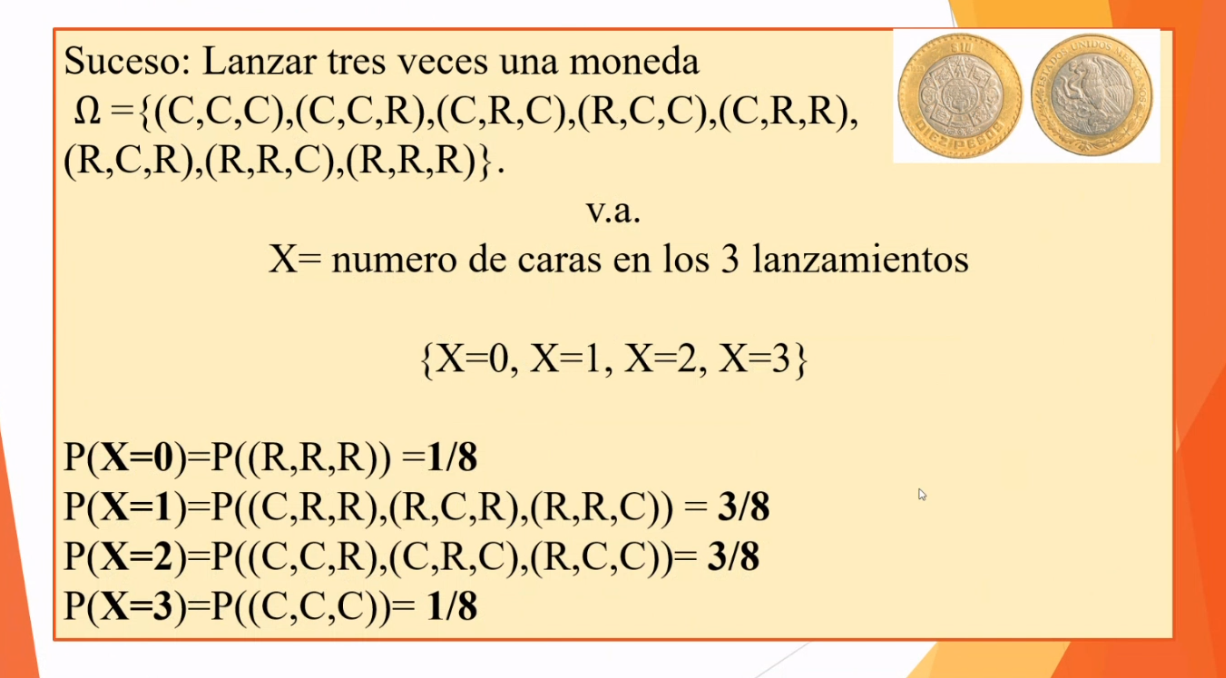 Suceso: Lanzar tres veces una moneda
Ω ={(C,C,C),(C,C,R),(C,R,C),(R,C,C),(C,R,R),
(R,C,R),(R,R,C),(R,R,R)}.
v.a.
X= numero de caras en los 3 lanzamientos
{X=0, X=1, X=2, X=3}
P(X=0)=P((R,R,R)) =1/8
P(X=1)=P((C,R,R),(R,C,R),(R,R,C)) = 3/8
P(X=2)=P((C,C,R),(C,R,C),(R,C,C))= 3/8
P(X=3)=P((C,C,C))= 1/8
$10
DIEZ PESOS
ESTADOS UNIDOS MEXICANOS